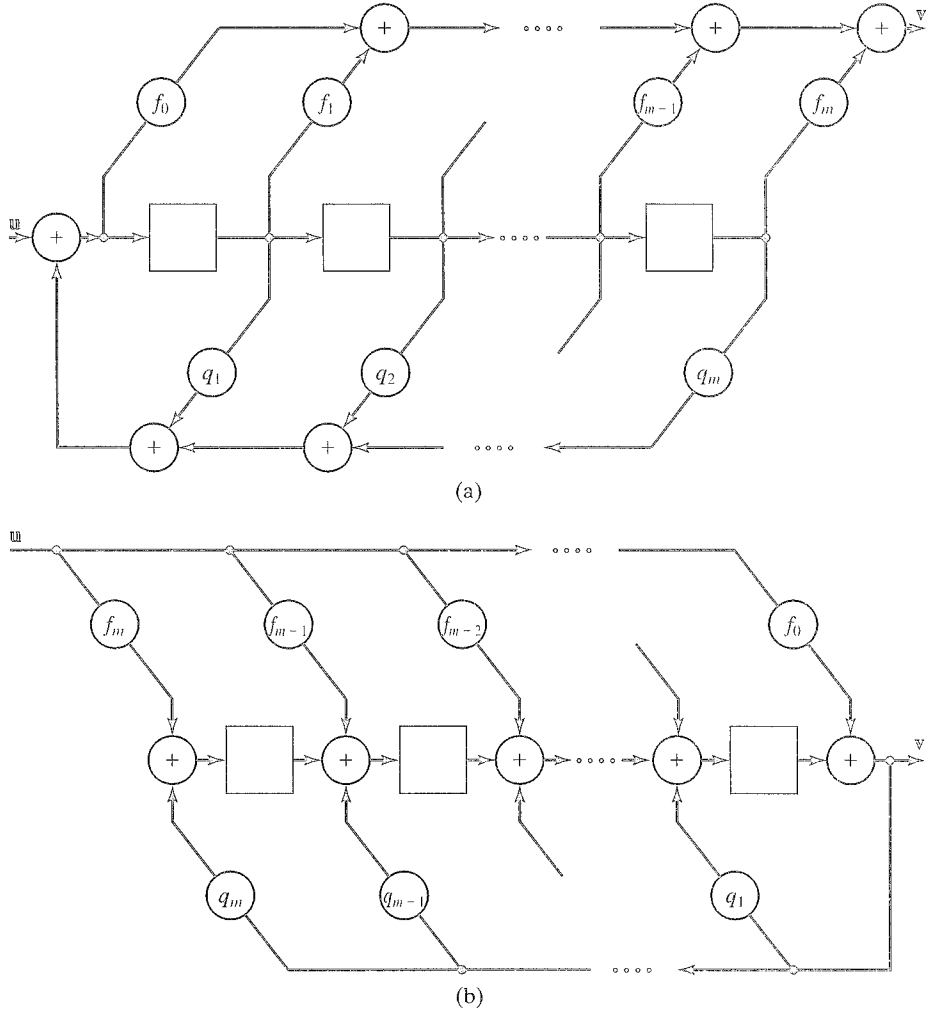 + + +
v
f₀ f₁ fₘ₋₁ fₘ
u
+
q₁ q₂ qₘ
+ +
(a)
u
fₘ fₘ₋₁ fₘ₋₂ f₀
+ + + + +
v
qₘ qₘ₋₁ q₁
(b)